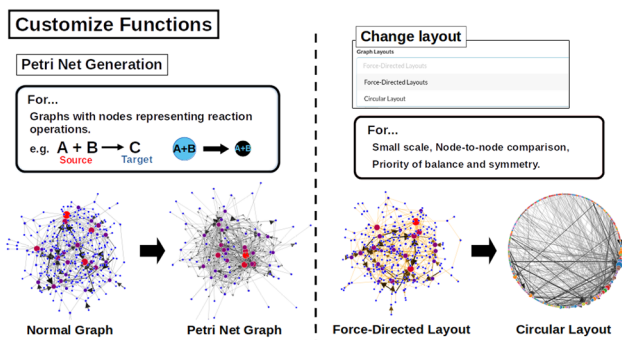 Customize Functions
Petri Net Generation
For...
Graphs with nodes representing reaction
operations.
e.g. A + B → C
Source Target
A+B → A+B
Normal Graph
Petri Net Graph
Change layout
Graph Layouts
Force-Directed Layouts
Force-Directed Layouts
Circular Layout
For...
Small scale, Node-to-node comparison,
Priority of balance and symmetry.
Force-Directed Layout
Circular Layout